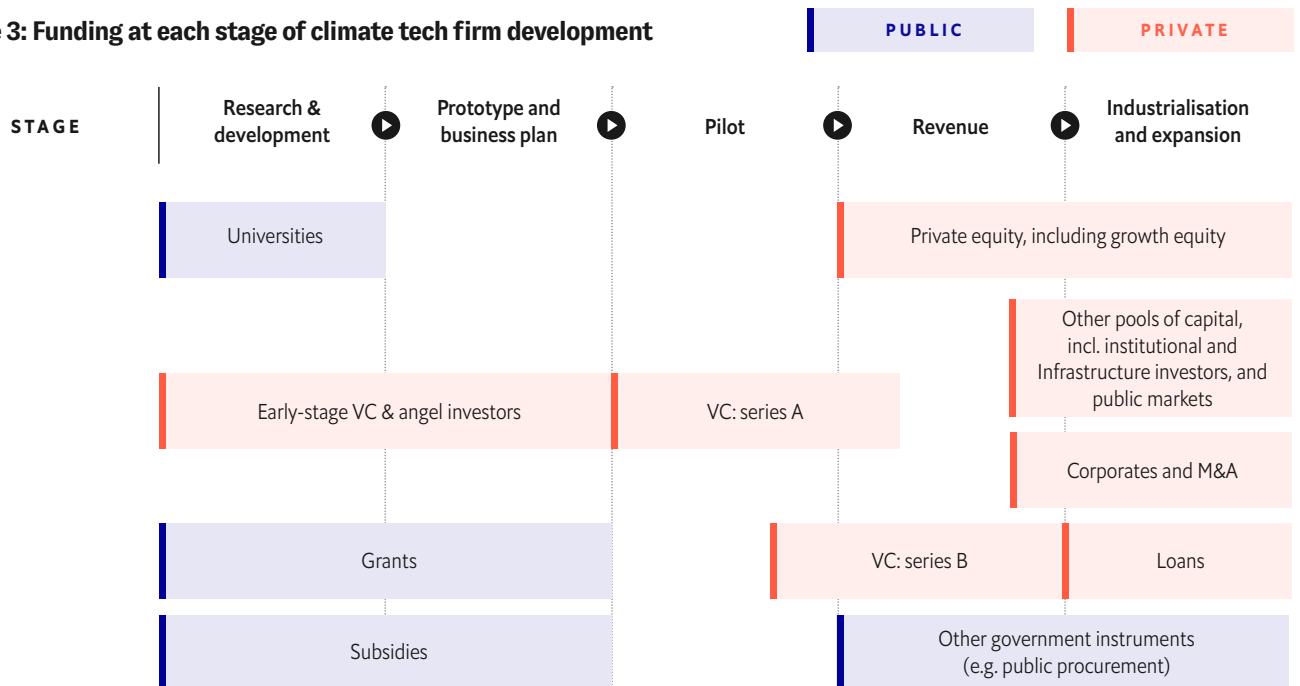 3: Funding at each stage of climate tech firm development
PUBLIC
PRIVATE
STAGE
Research &
development
Prototype and
business plan
Pilot
Revenue
Industrialisation
and expansion
Universities
Private equity, including growth equity
Other pools of capital,
incl. institutional and
Infrastructure investors, and
public markets
Early-stage VC & angel investors
VC: series A
Corporates and M&A
Grants
VC: series B
Loans
Subsidies
Other government instruments
(e.g. public procurement)